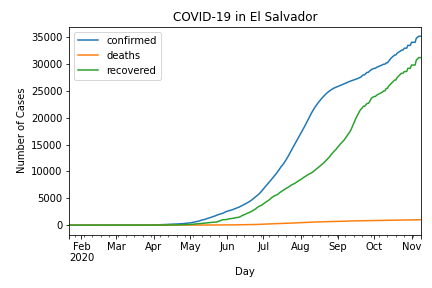 COVID-19 in El Salvador
confirmed
deaths
recovered
Number of Cases
35000
30000
25000
20000
15000
10000
5000
0
Feb Mar Apr May Jun Jul Aug Sep Oct Nov
2020
Day